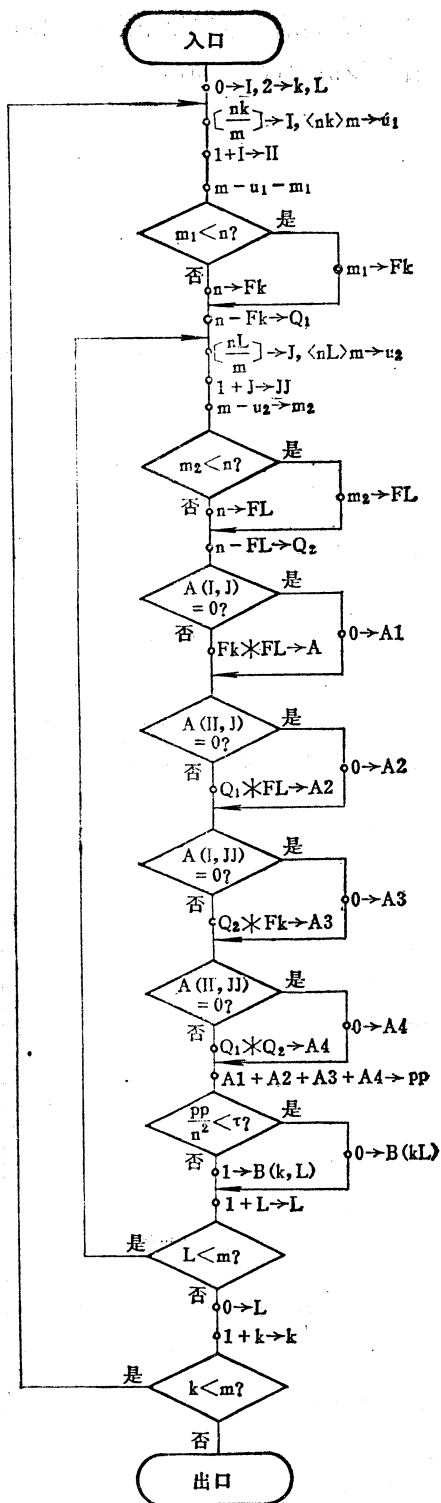 入口
0→I, 2→k, L
[nk/m]→I, <nk>m→u₁
1+I→II
m-u₁-m₁
m₁<n?
是
否
m₁→Fk
n→Fk
n-Fk→Q₁
[nL/m]→J, <nL>m→u₂
1+J→JJ
m-u₂→m₂
m₂<n?
是
否
m₂→FL
n→FL
n-FL→Q₂
A(I, J)
=0?
是
否
0→A1
Fk*FL→A
A(II, J)
=0?
是
否
0→A2
Q₁*FL→A2
A(I, JJ)
=0?
是
否
0→A3
Q₂*Fk→A3
A(II, JJ)
=0?
是
否
0→A4
Q₁*Q₂→A4
A1+A2+A3+A4→pp
pp/n²<τ?
是
否
0→B(kL)
1→B(k, L)
1+L→L
是
L<m?
否
0→L
1+k→k
是
k<m?
否
出口